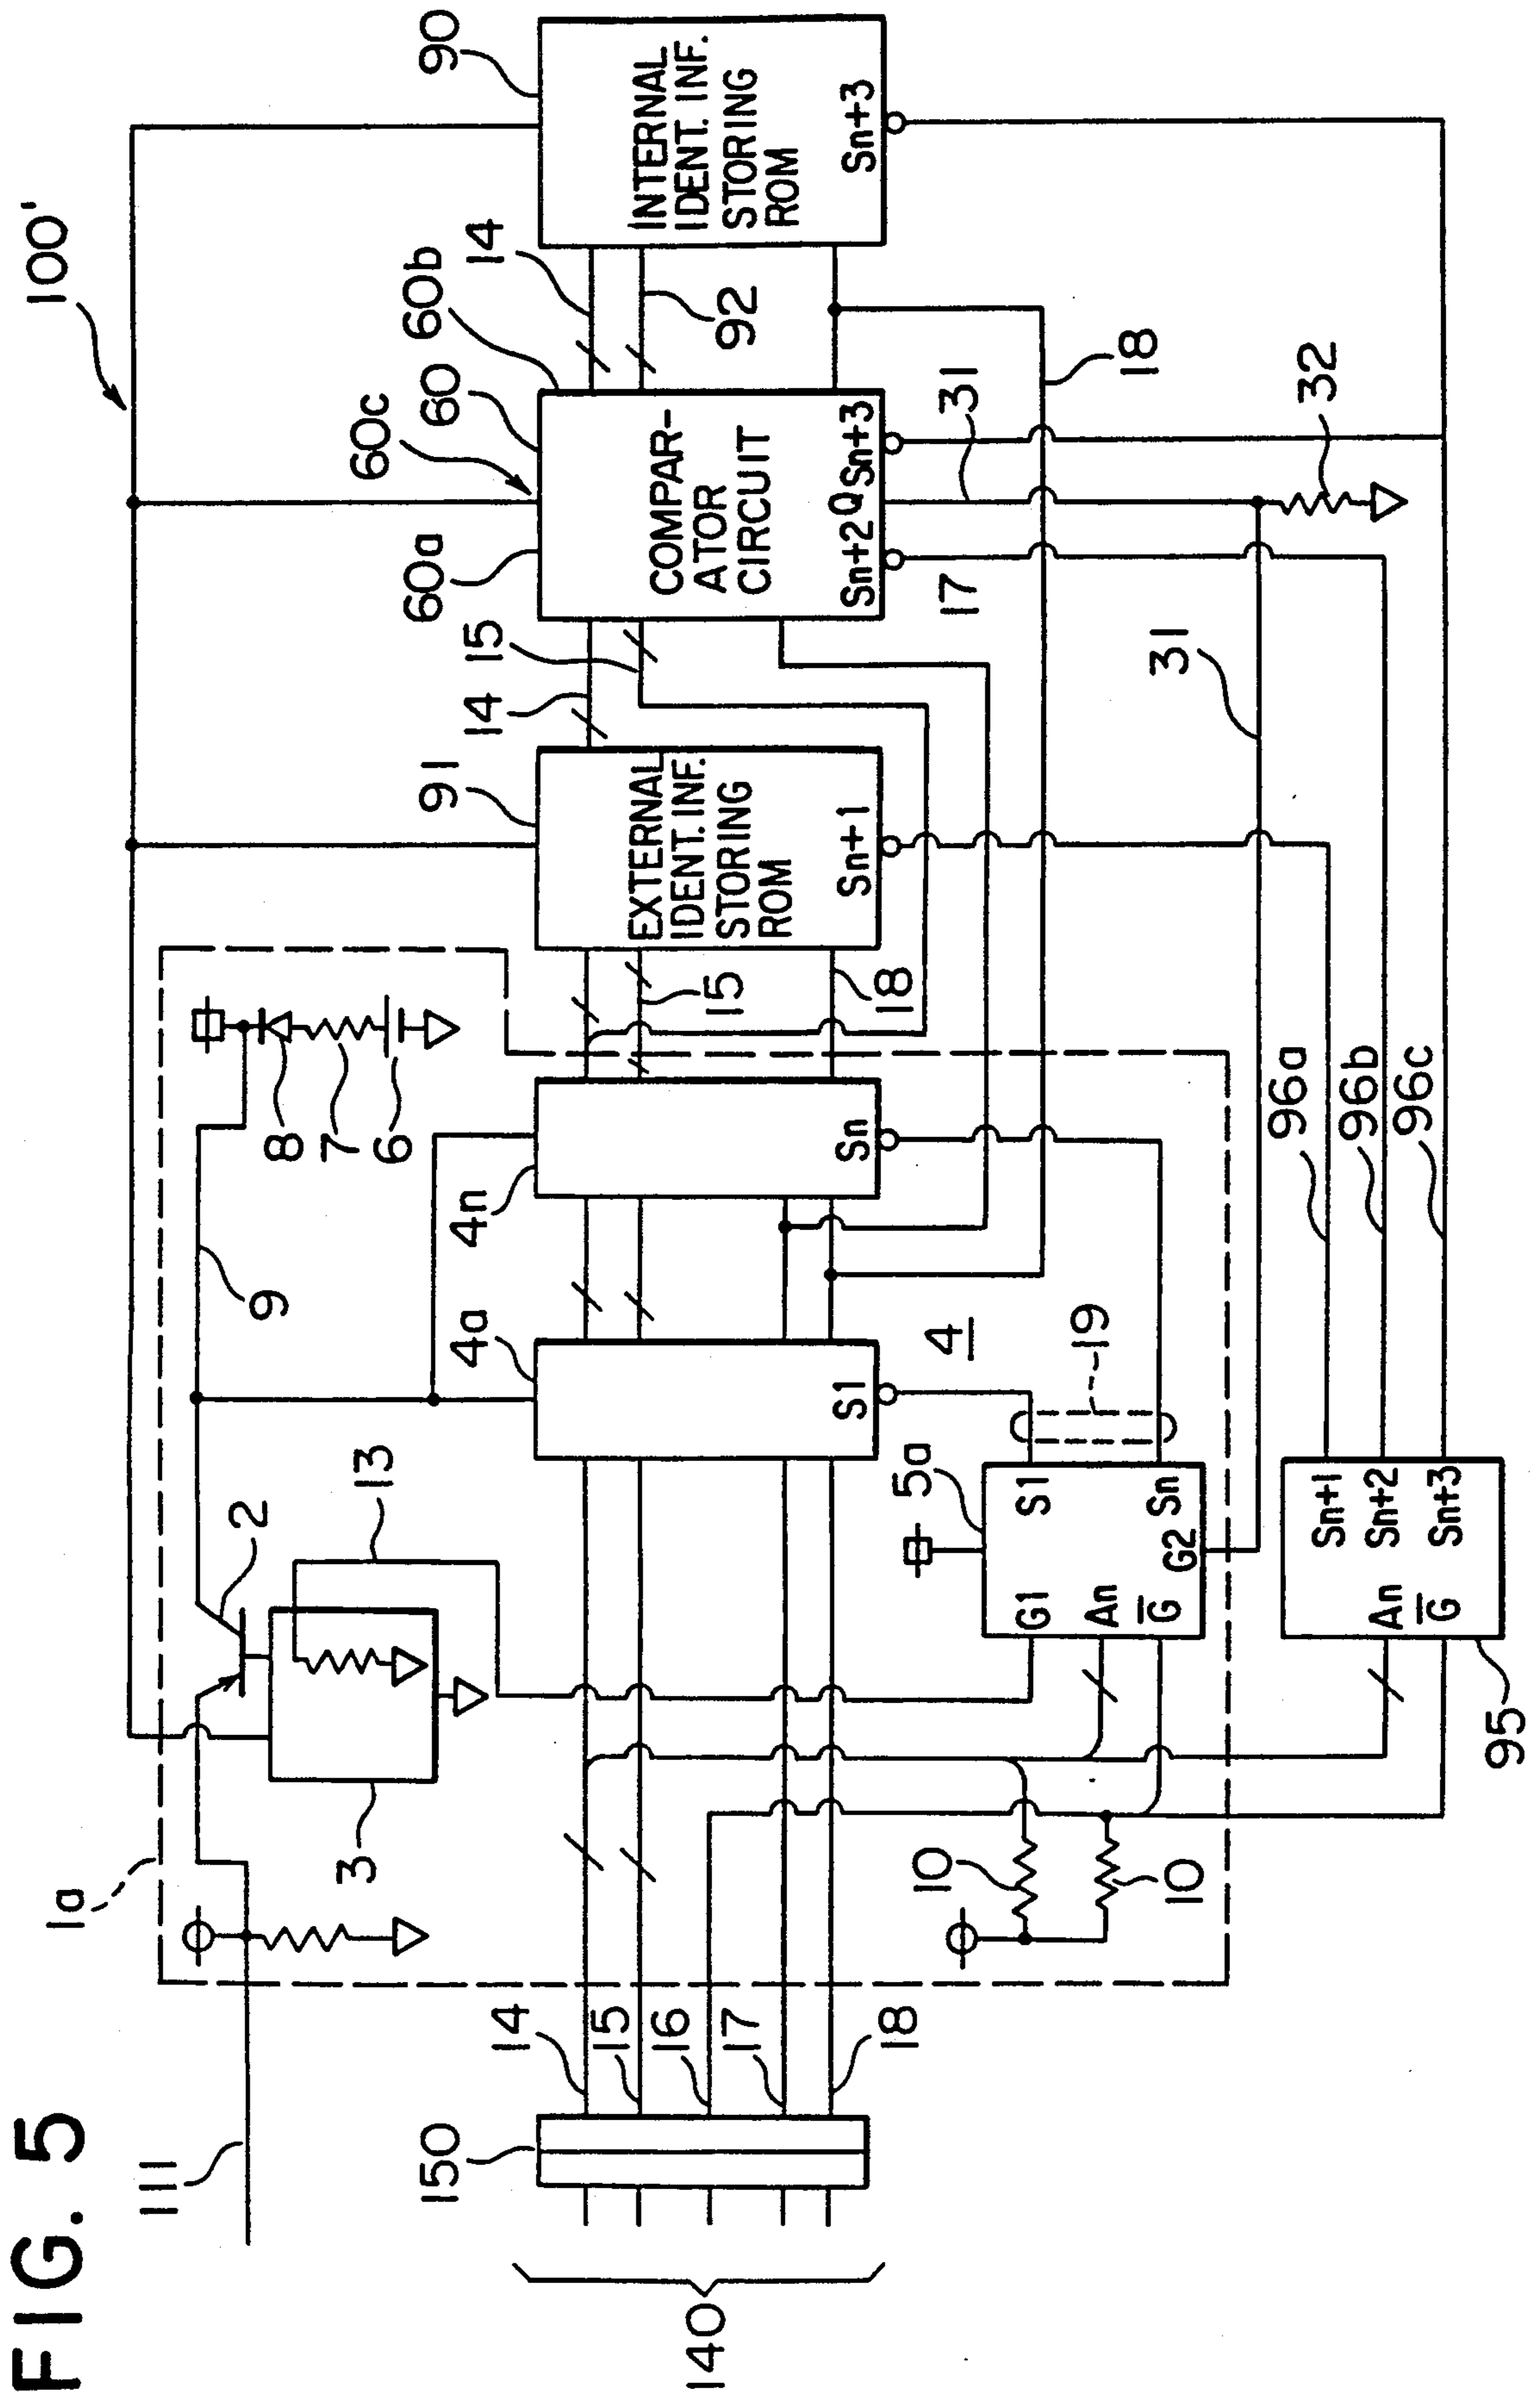 FIG. 5
100'
111
1a
3
2
13
9
8
7
6
4a
4n
91
14
15
60a
60c
60
60b
14
92
90
INTERNAL
IDENT. INF.
STORING
ROM
Sn+3
COMPAR-
ATOR
CIRCUIT
Sn+2 Q Sn+3
EXTERNAL
IDENT. INF.
STORING
ROM
Sn+1
15
18
Sn
S1
4
19
5a
S1
Sn
G1
An
G̅
G2
17
31
18
32
31
96a
96b
96c
Sn+1
Sn+2
Sn+3
An
G̅
95
10
10
14
15
16
17
18
150
140